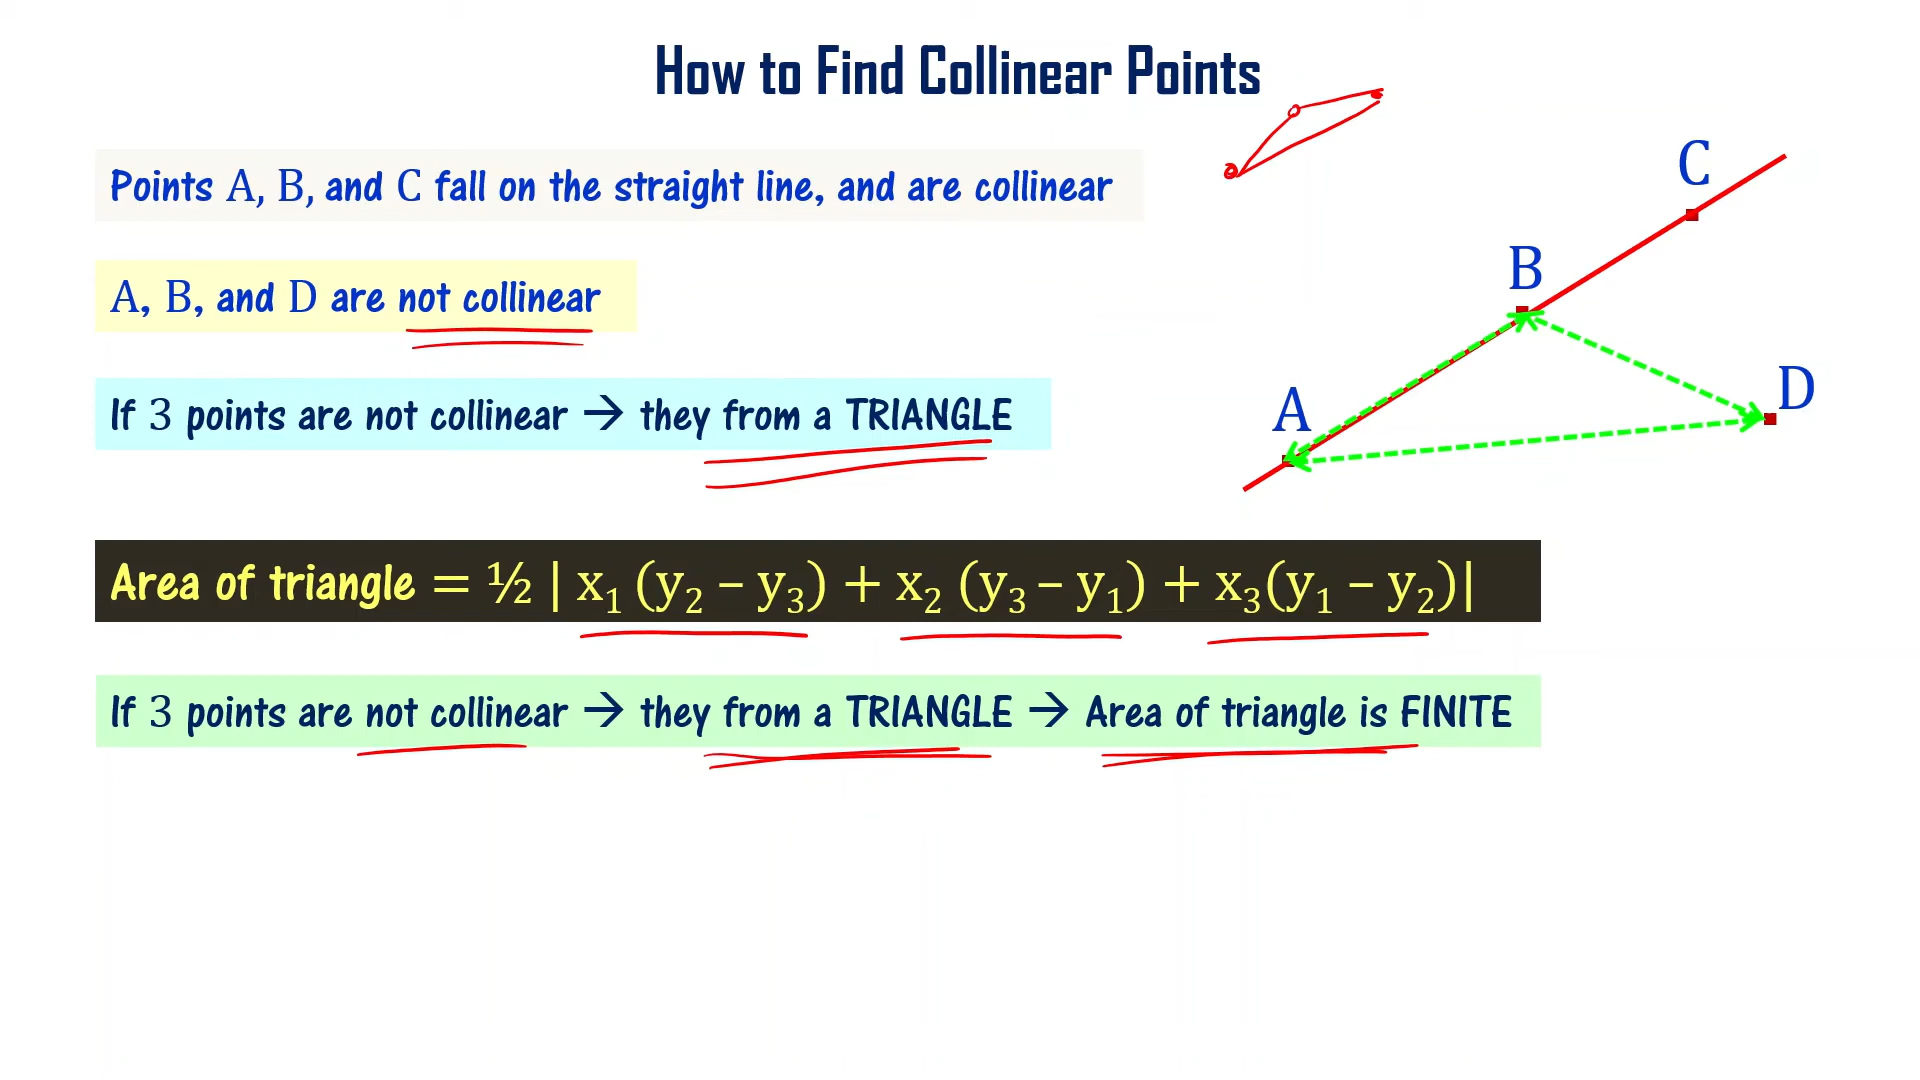 How to Find Collinear Points
Points A, B, and C fall on the straight line, and are collinear
A, B, and D are not collinear
If 3 points are not collinear → they from a TRIANGLE
C
B
A
D
Area of triangle = ½ | x₁ (y₂ – y₃) + x₂ (y₃ – y₁) + x₃(y₁ – y₂)|
If 3 points are not collinear → they from a TRIANGLE → Area of triangle is FINITE